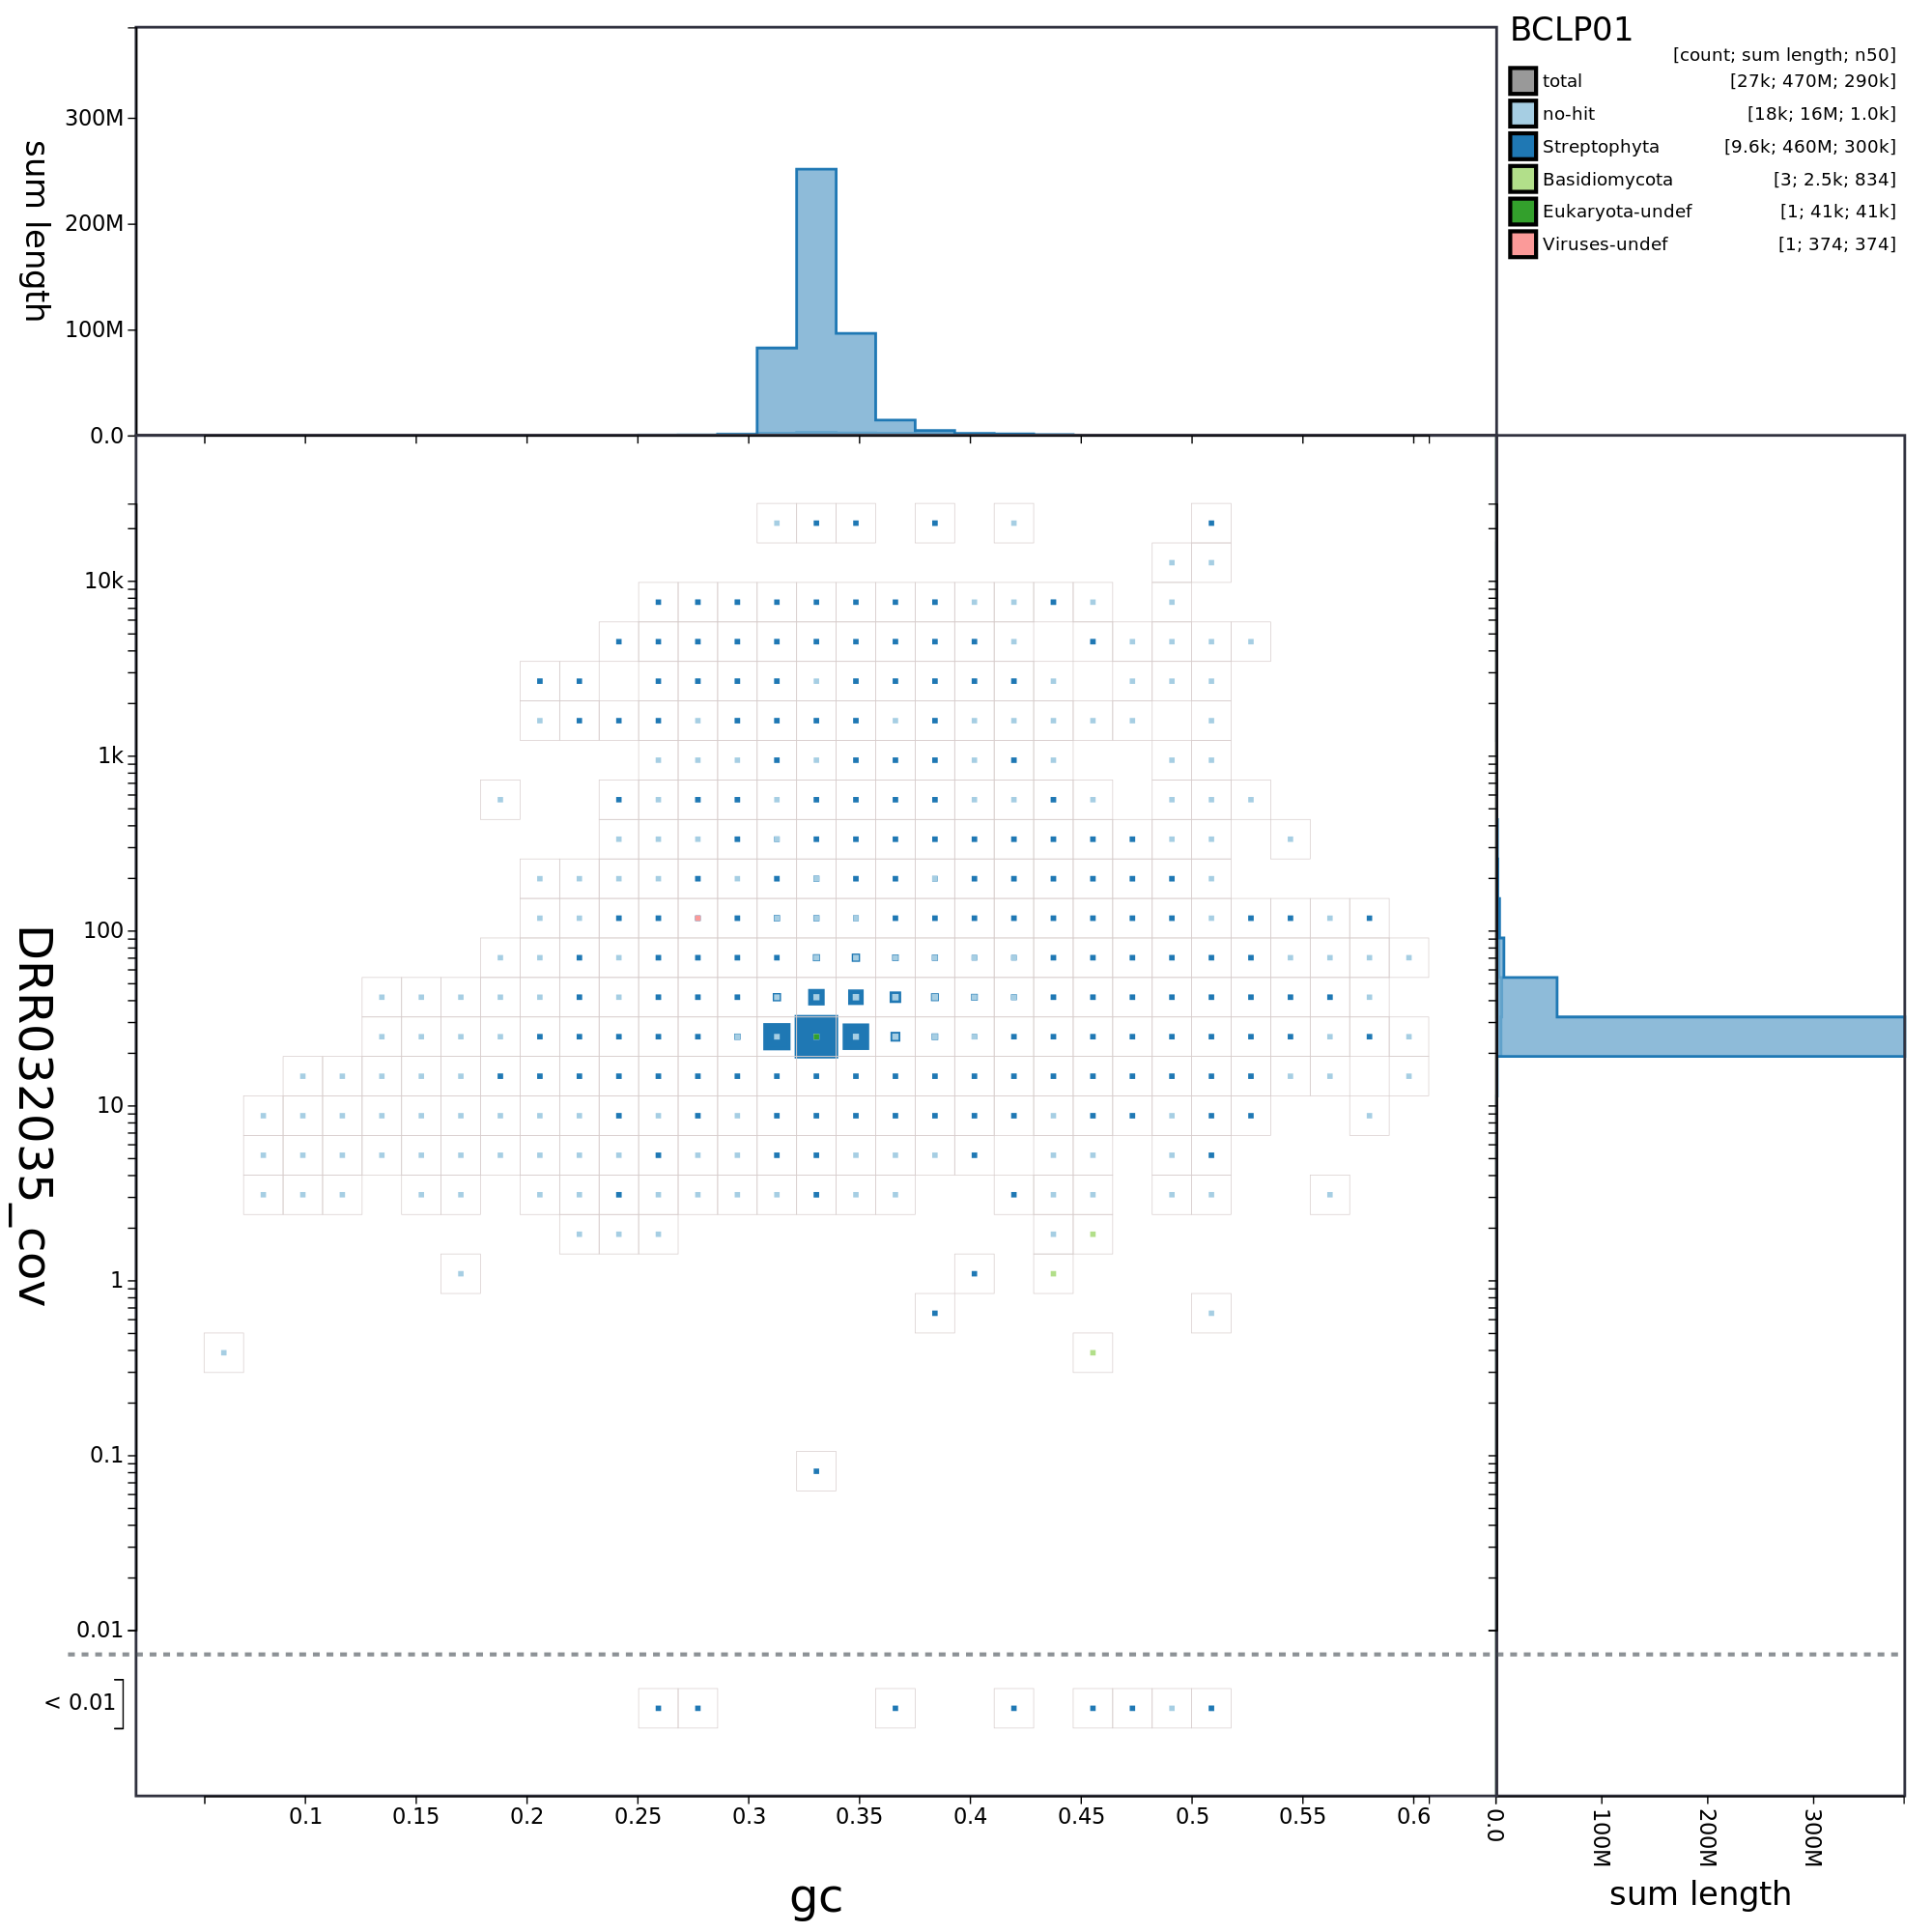 BCLP01
[count; sum length; n50]
total [27k; 470M; 290k]
no-hit [18k; 16M; 1.0k]
Streptophyta [9.6k; 460M; 300k]
Basidiomycota [3; 2.5k; 834]
Eukaryota-undef [1; 41k; 41k]
Viruses-undef [1; 374; 374]
sum length
300M
200M
100M
0.0
DRR032035_cov
10k
1k
100
10
1
0.1
0.01
< 0.01
0.1 0.15 0.2 0.25 0.3 0.35 0.4 0.45 0.5 0.55 0.6
gc
0.0 100M 200M 300M
sum length